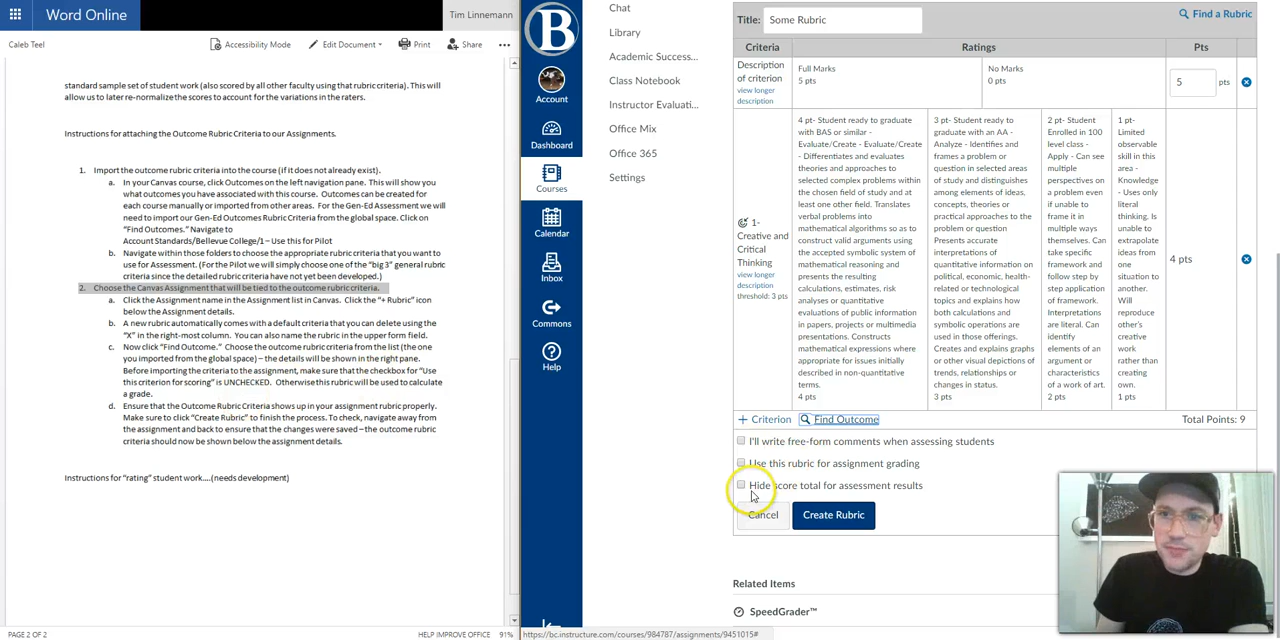 Word Online
Tim Linnemann
Caleb Teel
Accessibility Mode
Edit Document
Print
Share
standard sample set of student work (also scored by all other faculty using that rubric criteria). This will
allow us to later re-normalize the scores to account for the variations in the raters.
Instructions for attaching the Outcome Rubric Criteria to our Assignments.
1. Import the outcome rubric criteria into the course (if it does not already exist).
a. In your Canvas course, click Outcomes on the left navigation pane. This will show you
what outcomes you have associated with this course. Outcomes can be created for
each course manually or imported from other areas. For the Gen-Ed Assessment we will
need to import our Gen-Ed Outcomes Rubric Criteria from the global space. Click on
"Find Outcomes." Navigate to
Account Standards/Bellevue College/1 – Use this for Pilot
b. Navigate within those folders to choose the appropriate rubric criteria that you want to
use for Assessment. (For the Pilot we will simply choose one of the "big 3" general rubric
criteria since the detailed rubric criteria have not yet been developed.)
2. Choose the Canvas Assignment that will be tied to the outcome rubric criteria.
a. Click the Assignment name in the Assignment list in Canvas. Click the "+ Rubric" icon
below the Assignment details.
b. A new rubric automatically comes with a default criteria that you can delete using the
"X" in the right-most column. You can also name the rubric in the upper form field.
c. Now click "Find Outcome." Choose the outcome rubric criteria from the list (the one
you imported from the global space) – the details will be shown in the right pane.
Before importing the criteria to the assignment, make sure that the checkbox for "Use
this criterion for scoring" is UNCHECKED. Otherwise this rubric will be used to calculate
a grade.
d. Ensure that the Outcome Rubric Criteria shows up in your assignment rubric properly.
Make sure to click "Create Rubric" to finish the process. To check, navigate away from
the assignment and back to ensure that the changes were saved – the outcome rubric
criteria should now be shown below the assignment details.
Instructions for "rating" student work....(needs development)
PAGE 2 OF 2
HELP IMPROVE OFFICE
91%
B
Account
Dashboard
Courses
Calendar
Inbox
Commons
Help
Chat
Library
Academic Success...
Class Notebook
Instructor Evaluati...
Office Mix
Office 365
Settings
Title:
Some Rubric
Find a Rubric
Criteria
Ratings
Pts
Description
of criterion
view longer
description
Full Marks
5 pts
No Marks
0 pts
5
pts
1-
Creative and
Critical
Thinking
view longer
description
threshold: 3 pts
4 pt- Student ready to graduate
with BAS or similar -
Evaluate/Create - Evaluate/Create
- Differentiates and evaluates
theories and approaches to
selected complex problems within
the chosen field of study and at
least one other field. Translates
verbal problems into
mathematical algorithms so as to
construct valid arguments using
the accepted symbolic system of
mathematical reasoning and
presents the resulting
calculations, estimates, risk
analyses or quantitative
evaluations of public information
in papers, projects or multimedia
presentations. Constructs
mathematical expressions where
appropriate for issues initially
described in non-quantitative
terms.
4 pts
3 pt- Student ready to
graduate with an AA -
Analyze - Identifies and
frames a problem or
question in selected areas
of study and distinguishes
among elements of ideas,
concepts, theories or
practical approaches to the
problem or question
Presents accurate
interpretations of
quantitative information on
political, economic, health-
related or technological
topics and explains how
both calculations and
symbolic operations are
used in those offerings.
Creates and explains graphs
or other visual depictions of
trends, relationships or
changes in status.
3 pts
2 pt- Student
Enrolled in 100
level class -
Apply - Can see
multiple
perspectives on
a problem even
if unable to
frame it in
multiple ways
themselves. Can
take specific
framework and
follow step by
step application
of framework.
Interpretations
are literal. Can
identify
elements of an
argument or
characteristics
of a work of art.
2 pts
1 pt-
Limited
observable
skill in this
area -
Knowledge
- Uses only
literal
thinking. Is
unable to
extrapolate
ideas from
one
situation to
another.
Will
reproduce
other's
creative
work
rather than
creating
own.
1 pts
4 pts
Criterion
Find Outcome
Total Points: 9
I'll write free-form comments when assessing students
Use this rubric for assignment grading
Hide score total for assessment results
Cancel
Create Rubric
Related Items
SpeedGrader™
https://bc.instructure.com/courses/984787/assignments/9451015#